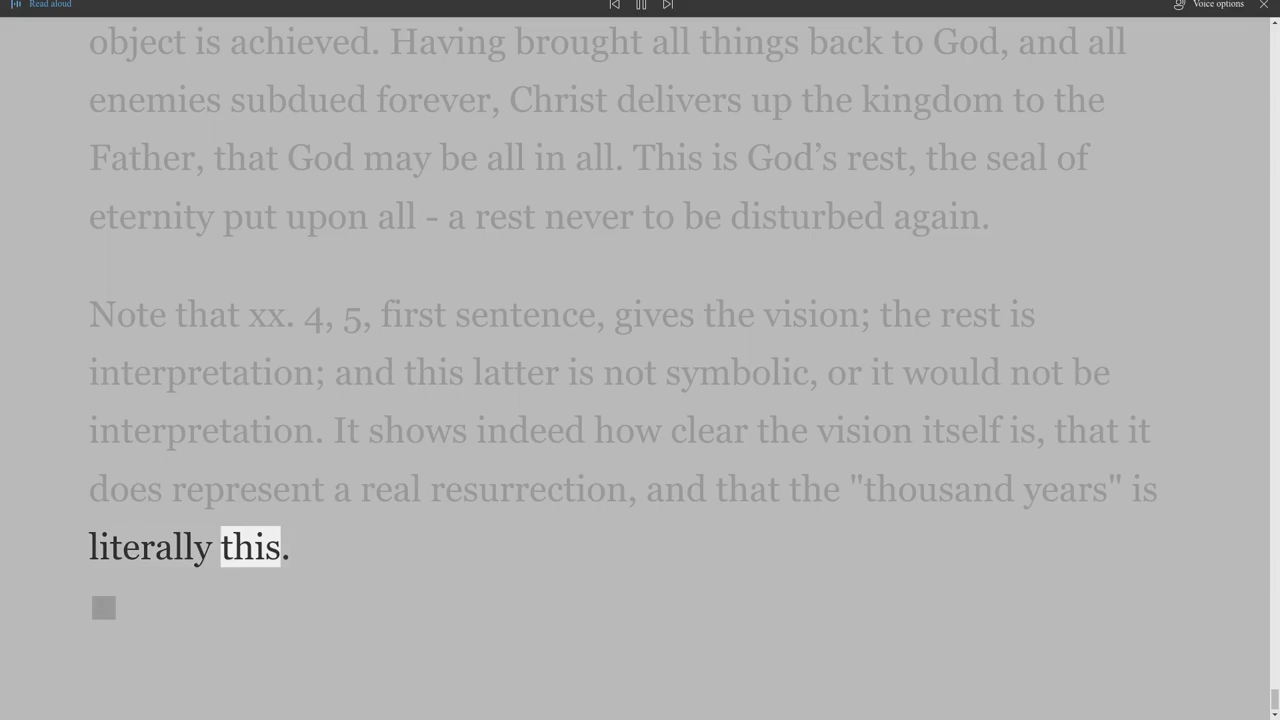 Read aloud
Voice options
object is achieved. Having brought all things back to God, and all
enemies subdued forever, Christ delivers up the kingdom to the
Father, that God may be all in all. This is God’s rest, the seal of
eternity put upon all - a rest never to be disturbed again.
Note that xx. 4, 5, first sentence, gives the vision; the rest is
interpretation; and this latter is not symbolic, or it would not be
interpretation. It shows indeed how clear the vision itself is, that it
does represent a real resurrection, and that the "thousand years" is
literally this.